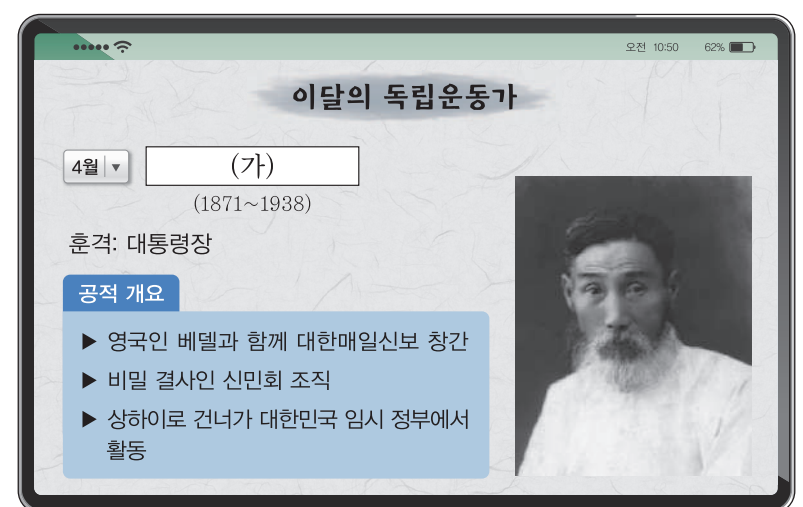 오전 10:50 62%
이달의 독립운동가
4월 ▼ (가)
(1871~1938)
훈격: 대통령장
공적 개요
▶ 영국인 베델과 함께 대한매일신보 창간
▶ 비밀 결사인 신민회 조직
▶ 상하이로 건너가 대한민국 임시 정부에서
활동